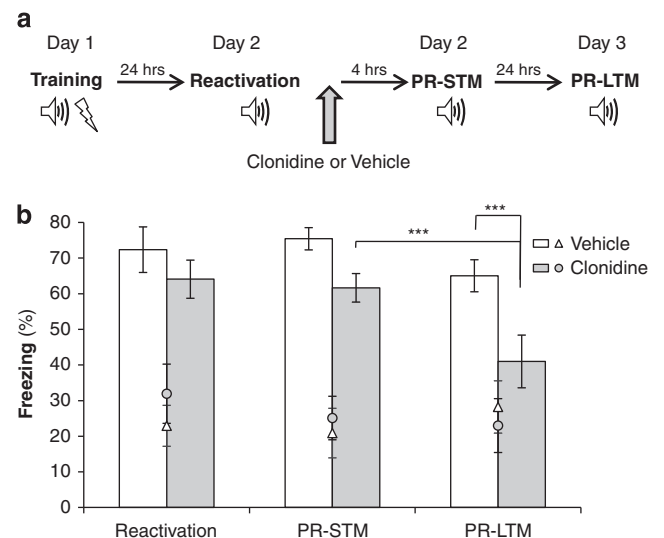 a
Day 1 Day 2 Day 2 Day 3
Training 24 hrs Reactivation 4 hrs PR-STM 24 hrs PR-LTM
Clonidine or Vehicle
b
Freezing (%)
80
70
60
50
40
30
20
10
0
***
***
Vehicle
Clonidine
Reactivation PR-STM PR-LTM